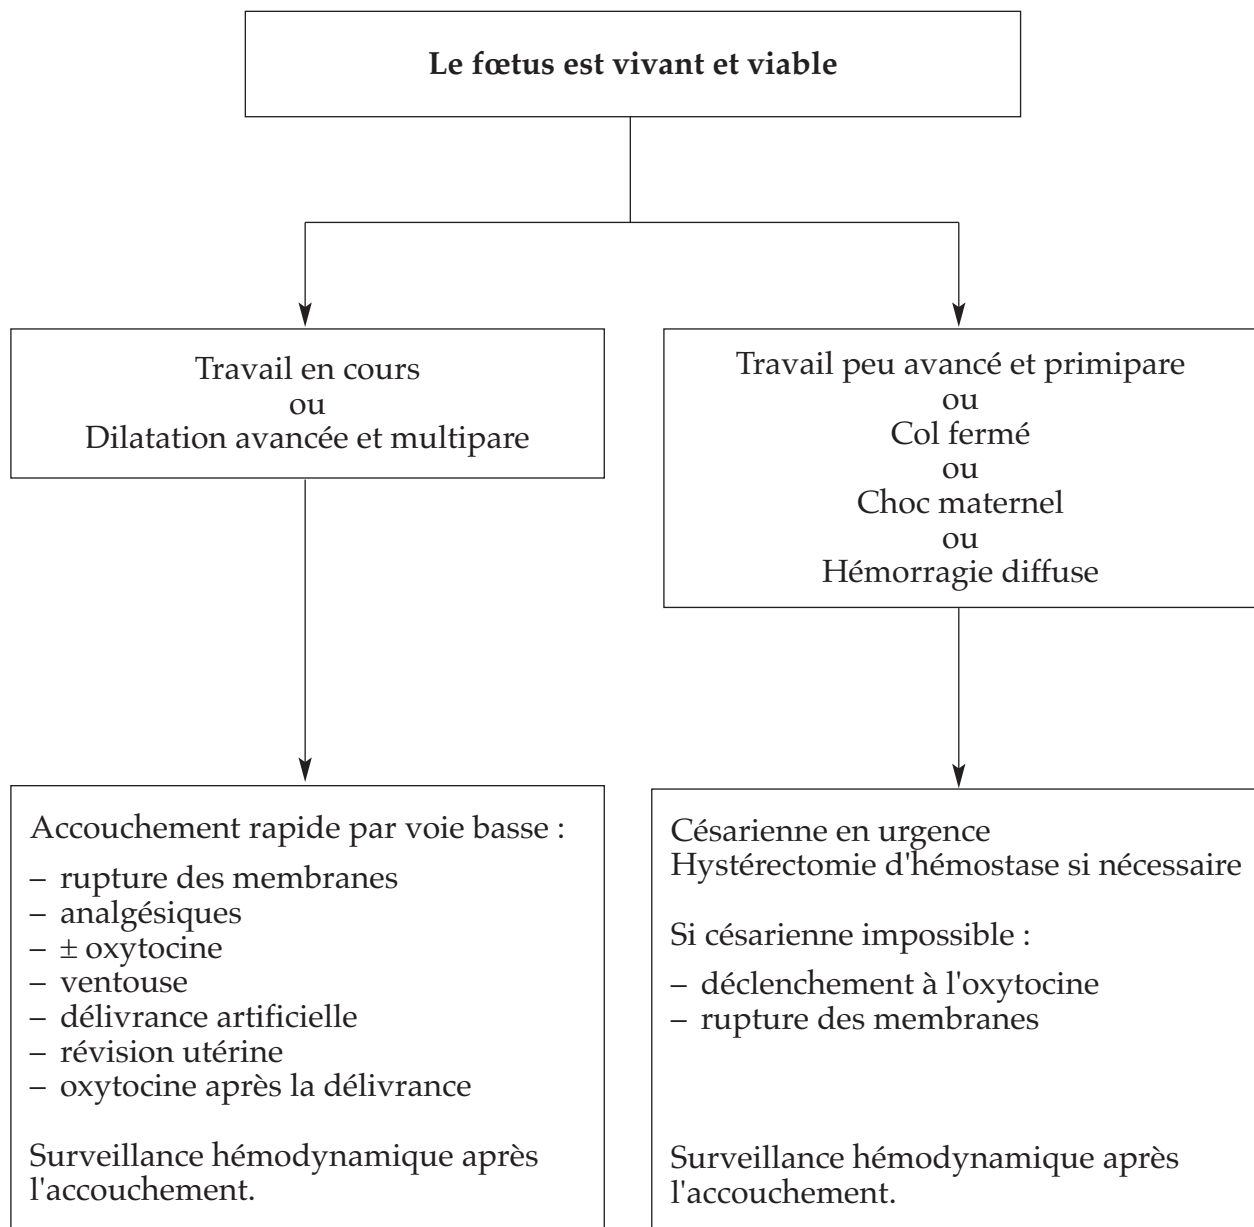 Le fœtus est vivant et viable
Travail en cours
ou
Dilatation avancée et multipare
Travail peu avancé et primipare
ou
Col fermé
ou
Choc maternel
ou
Hémorragie diffuse
Accouchement rapide par voie basse :
– rupture des membranes
– analgésiques
– ± oxytocine
– ventouse
– délivrance artificielle
– révision utérine
– oxytocine après la délivrance
Surveillance hémodynamique après
l'accouchement.
Césarienne en urgence
Hystérectomie d'hémostase si nécessaire
Si césarienne impossible :
– déclenchement à l'oxytocine
– rupture des membranes
Surveillance hémodynamique après
l'accouchement.